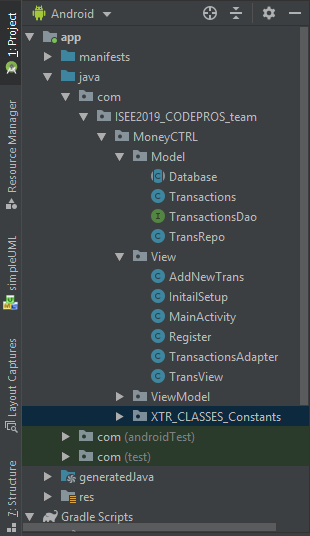 Android
1: Project
Resource Manager
simpleUML
Layout Captures
7: Structure
app
manifests
java
com
ISEE2019_CODEPROS_team
MoneyCTRL
Model
Database
Transactions
TransactionsDao
TransRepo
View
AddNewTrans
InitailSetup
MainActivity
Register
TransactionsAdapter
TransView
ViewModel
XTR_CLASSES_Constants
com (androidTest)
com (test)
generatedJava
res
Gradle Scripts